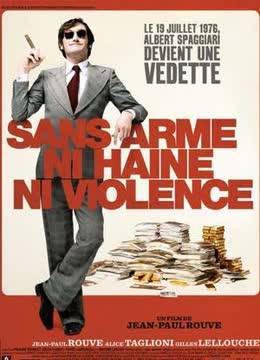 LE 19 JUILLET 1976,
ALBERT SPAGGIARI
DEVIENT UNE
VEDETTE
SANS ARME
NI HAINE
NI VIOLENCE
UN FILM DE
JEAN-PAUL ROUVE
JEAN-PAUL ROUVE ALICE TAGLIONI GILLES LELLOUCHE